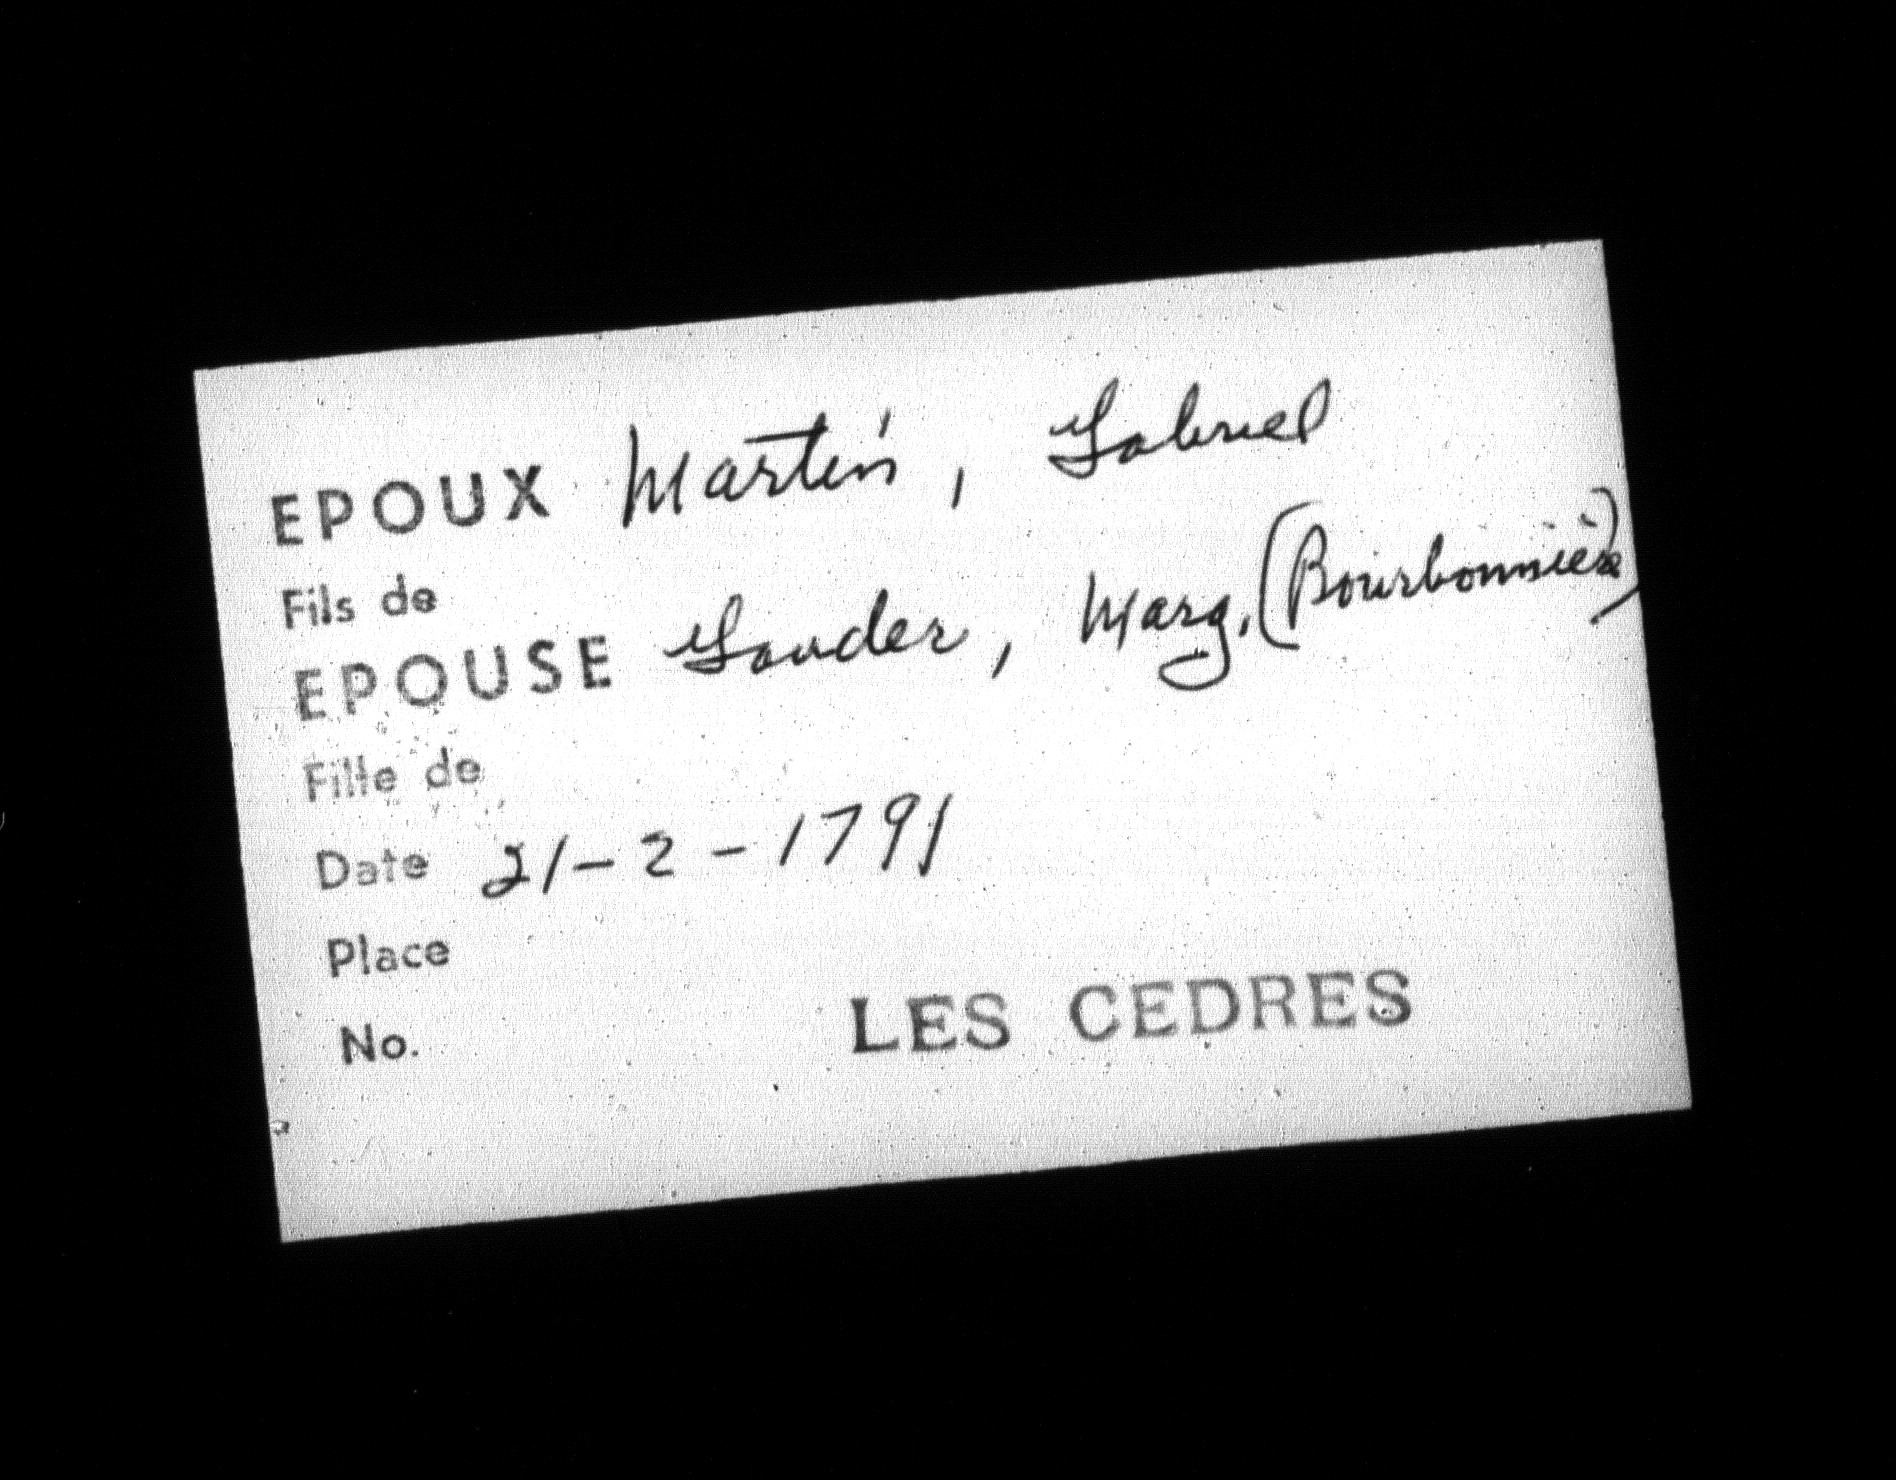 EPOUX Martin, Gabriel
Fils de
EPOUSE Gauder, Marg. (Bourbonnière)
Fille de
Date 21-2-1791
Place
No.
LES CEDRES